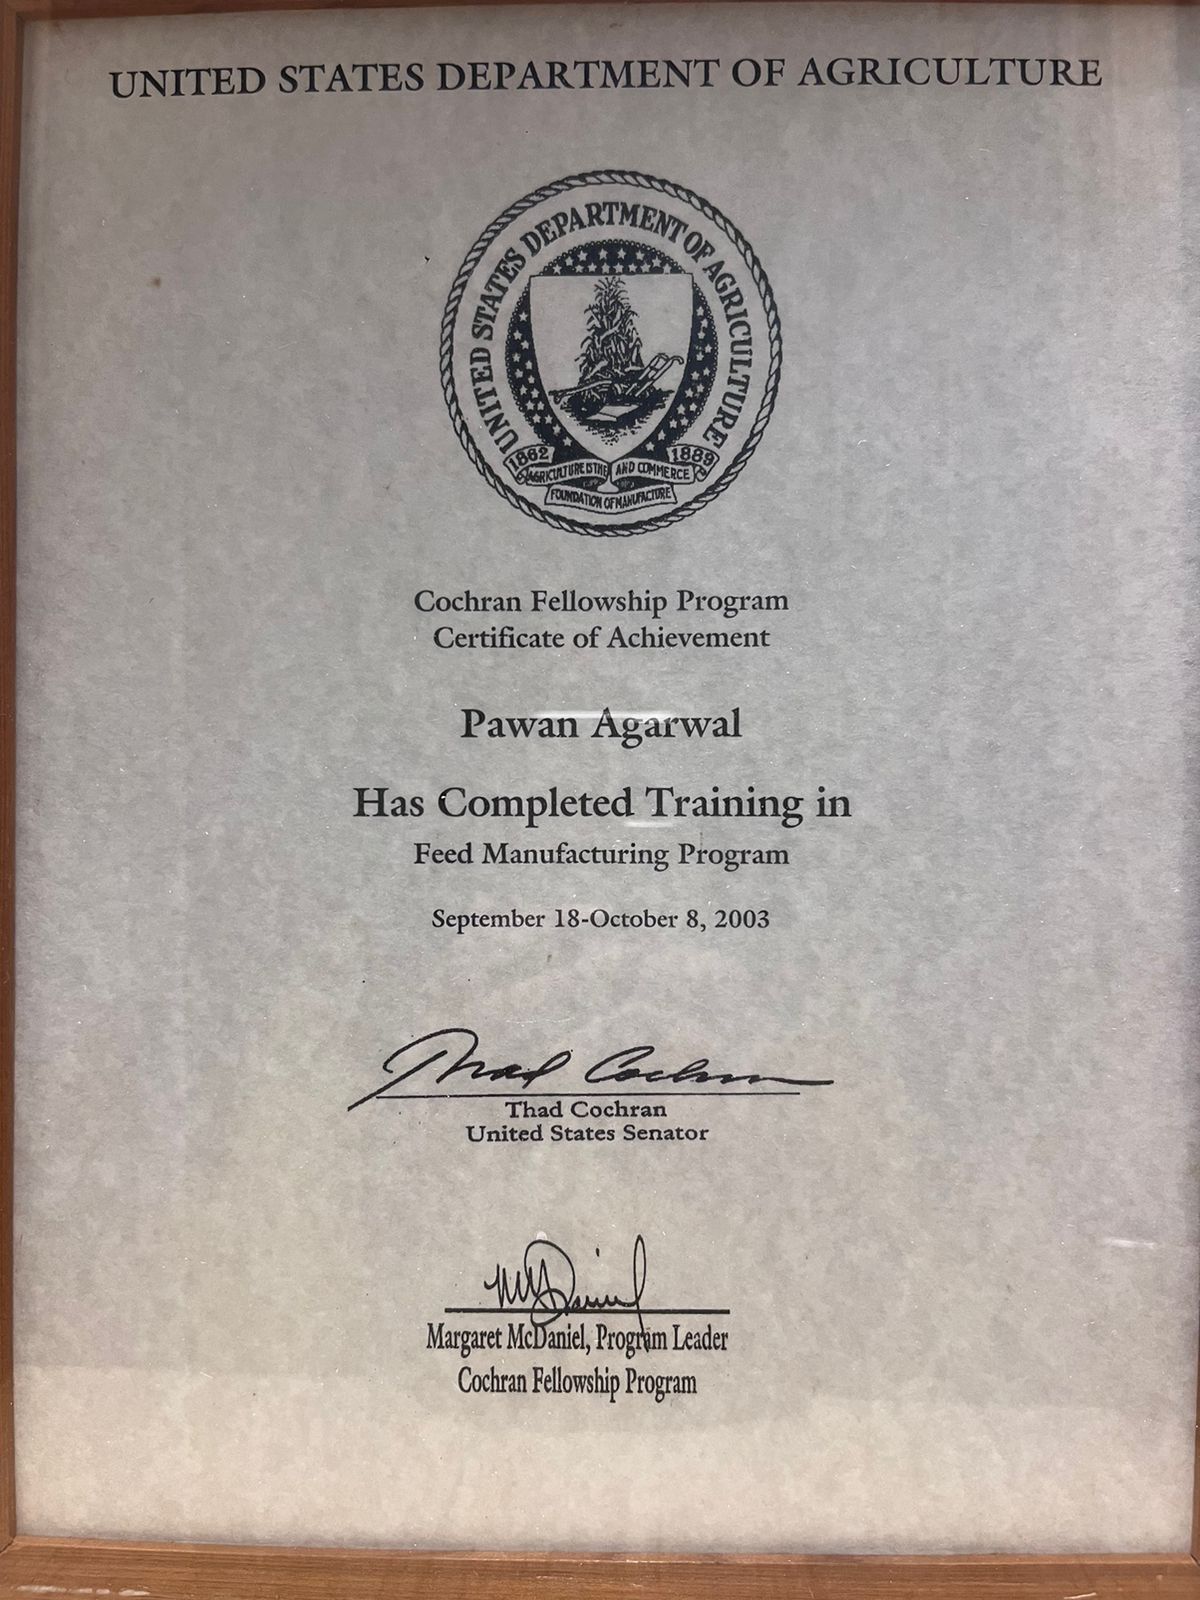 UNITED STATES DEPARTMENT OF AGRICULTURE
UNITED STATES DEPARTMENT OF AGRICULTURE
1862 1889
AGRICULTURE IS THE AND COMMERCE
FOUNDATION OF MANUFACTURE
Cochran Fellowship Program
Certificate of Achievement
Pawan Agarwal
Has Completed Training in
Feed Manufacturing Program
September 18-October 8, 2003
Thad Cochran
Thad Cochran
United States Senator
McDaniel
Margaret McDaniel, Program Leader
Cochran Fellowship Program